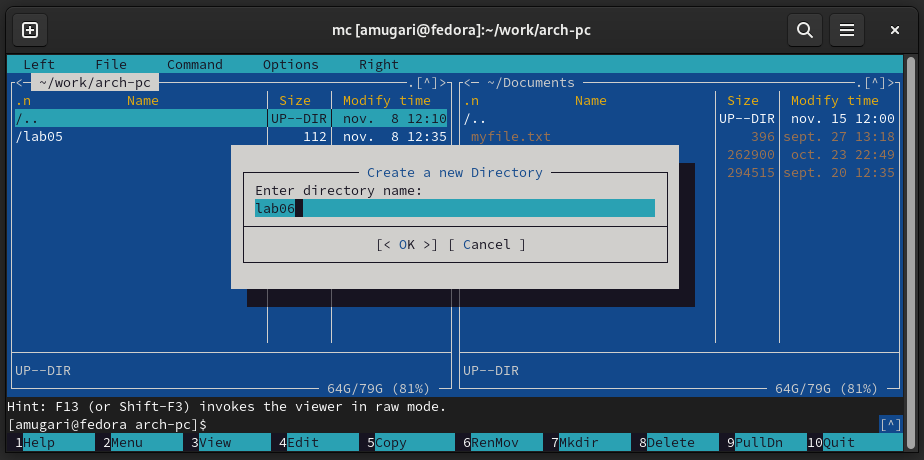 mc [amugari@fedora]:~/work/arch-pc
Left File Command Options Right
<─ ~/work/arch-pc .[^]> <─ ~/Documents .[^]>
.n Name Size Modify time .n Name Size Modify time
/.. UP--DIR nov. 8 12:10 /.. UP--DIR nov. 15 12:00
/lab05 112 nov. 8 12:35 myfile.txt 396 sept. 27 13:18
262900 oct. 23 22:49
294515 sept. 20 12:35
Create a new Directory
Enter directory name:
lab06
[< OK >] [ Cancel ]
UP--DIR UP--DIR
64G/79G (81%) 64G/79G (81%)
Hint: F13 (or Shift-F3) invokes the viewer in raw mode.
[amugari@fedora arch-pc]$ [^]
1Help 2Menu 3View 4Edit 5Copy 6RenMov 7Mkdir 8Delete 9PullDn 10Quit